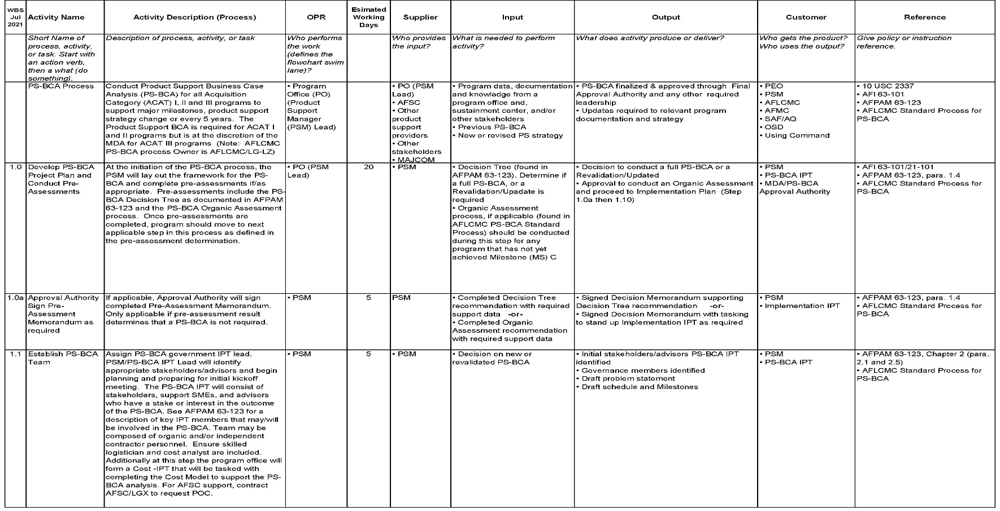 WBS
Jul
2021
Activity Name
Activity Description (Process)
OPR
Esimated
Working
Days
Supplier
Input
Output
Customer
Reference
Short Name of
process, activity,
or task. Start with
an action verb,
then a what (do
something).
Description of process, activity, or task
Who performs
the work
(defines the
flowchart swim
lane)?
Who provides
the input?
What is needed to perform
activity?
What does activity produce or deliver?
Who gets the product?
Who uses the output?
Give policy or instruction
reference.
PS-BCA Process
Conduct Product Support Business Case
Analysis (PS-BCA) for all Acquisition
Category (ACAT) I, II and III programs to
support major milestones, product support
strategy change or every 5 years. The
Product Support BCA is required for ACAT I
and II programs but is at the discretion of the
MDA for ACAT III programs (Note: AFLCMC
PS-BCA process Owner is AFLCMC/LG-LZ)
• Program
Office (PO)
(Product
Support
Manager
(PSM) Lead)
• PO (PSM
Lead)
• AFSC
• Other
product
support
providers
• Other
stakeholders
• MAJCOM
• Program data, documentation
and knowledge from a
program office and,
sustainment center, and/or
other stakeholders
• Previous PS-BCA
• New or revised PS strategy
• PS-BCA finalized & approved through Final
Approval Authority and any other required
leadership
• Updates required to relevant program
documentation and strategy
• PEO
• PSM
• AFLCMC
• AFMC
• SAF/AQ
• OSD
• Using Command
• 10 USC 2337
• AFI 63-101
• AFPAM 63-123
• AFLCMC Standard Process for
PS-BCA
1.0
Develop PS-BCA
Project Plan and
Conduct Pre-
Assessments
At the initiation of the PS-BCA process, the
PSM will lay out the framework for the PS-
BCA and complete pre-assessments if/as
appropriate. Pre-assessments include the PS-
BCA Decision Tree as documented in AFPAM
63-123 and the PS-BCA Organic Assessment
process. Once pre-assessments are
completed, program should move to next
applicable step in this process as defined in
the pre-assessment determination.
• PO (PSM
Lead)
20
• PSM
• Decision Tree (found in
AFPAM 63-123). Determine if
a full PS-BCA, or a
Revalidation/Upadate is
required
• Organic Assessment
process, if applicable (found in
AFLCMC PS-BCA Standard
Process) should be conducted
during this step for any
program that has not yet
achieved Milestone (MS) C
• Decision to conduct a full PS-BCA or a
Revalidation/Updated
• Approval to conduct an Organic Assessment
and proceed to Implementation Plan (Step
1.0a then 1.10)
• PSM
• PS-BCA IPT
• MDA/PS-BCA
Approval Authority
• AFI 63-101/21-101
• AFPAM 63-123, para. 1.4
• AFLCMC Standard Process for
PS-BCA
1.0a
Approval Authority
Sign Pre-
Assessment
Memorandum as
required
If applicable, Approval Authority will sign
completed Pre-Assessment Memorandum.
Only applicable if pre-assessment result
determines that a PS-BCA is not required.
• PSM
5
PSM
• Completed Decision Tree
recommendation with required
support data -or-
• Completed Organic
Assessment recommendation
with required support data
• Signed Decision Memorandum supporting
Decision Tree recommendation -or-
• Signed Decision Memorandum with tasking
to stand up Implementation IPT as required
• PSM
• Implementation IPT
• AFPAM 63-123, para. 1.4
• AFLCMC Standard Process for
PS-BCA
1.1
Establish PS-BCA
Team
Assign PS-BCA government IPT lead.
PSM/PS-BCA IPT Lead will identify
appropriate stakeholders/advisors and begin
planning and preparing for initial kickoff
meeting. The PS-BCA IPT will consist of
stakeholders, support SMEs, and advisors
who have a stake or interest in the outcome
of the PS-BCA. See AFPAM 63-123 for a
description of key IPT members that may/will
be involved in the PS-BCA. Team may be
composed of organic and/or independent
contractor personnel. Ensure skilled
logistician and cost analyst are included.
Additionally at this step the program office will
form a Cost -IPT that will be tasked with
completing the Cost Model to support the PS-
BCA analysis. For AFSC support, contract
AFSC/LGX to request POC.
• PSM
5
• PSM
• Decision on new or
revalidated PS-BCA
• Initial stakeholders/advisors PS-BCA IPT
identified
• Governance members identified
• Draft problem statement
• Draft schedule and Milestones
• PSM
• PS-BCA IPT
• AFPAM 63-123, Chapter 2 (para.
2.1 and 2.5)
• AFLCMC Standard Process for
PS-BCA